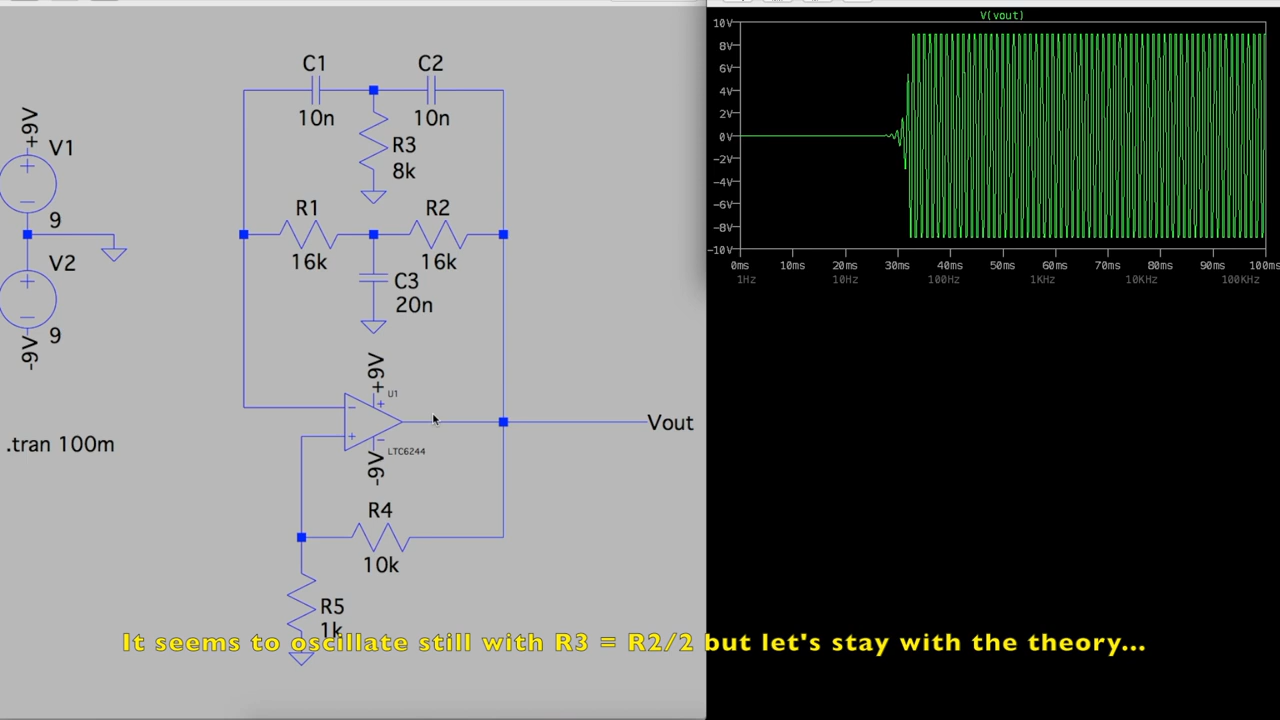 +9V
V1
9
V2
9
-9V
.tran 100m
C1
10n
C2
10n
R3
8k
R1
16k
R2
16k
C3
20n
+9V
U1
LTC6244
-9V
Vout
R4
10k
R5
1k
V(vout)
10V
8V
6V
4V
2V
0V
-2V
-4V
-6V
-8V
-10V
0ms 10ms 20ms 30ms 40ms 50ms 60ms 70ms 80ms 90ms 100ms
1Hz 10Hz 100Hz 1KHz 10KHz 100KHz
It seems to oscillate still with R3 = R2/2 but let's stay with the theory...